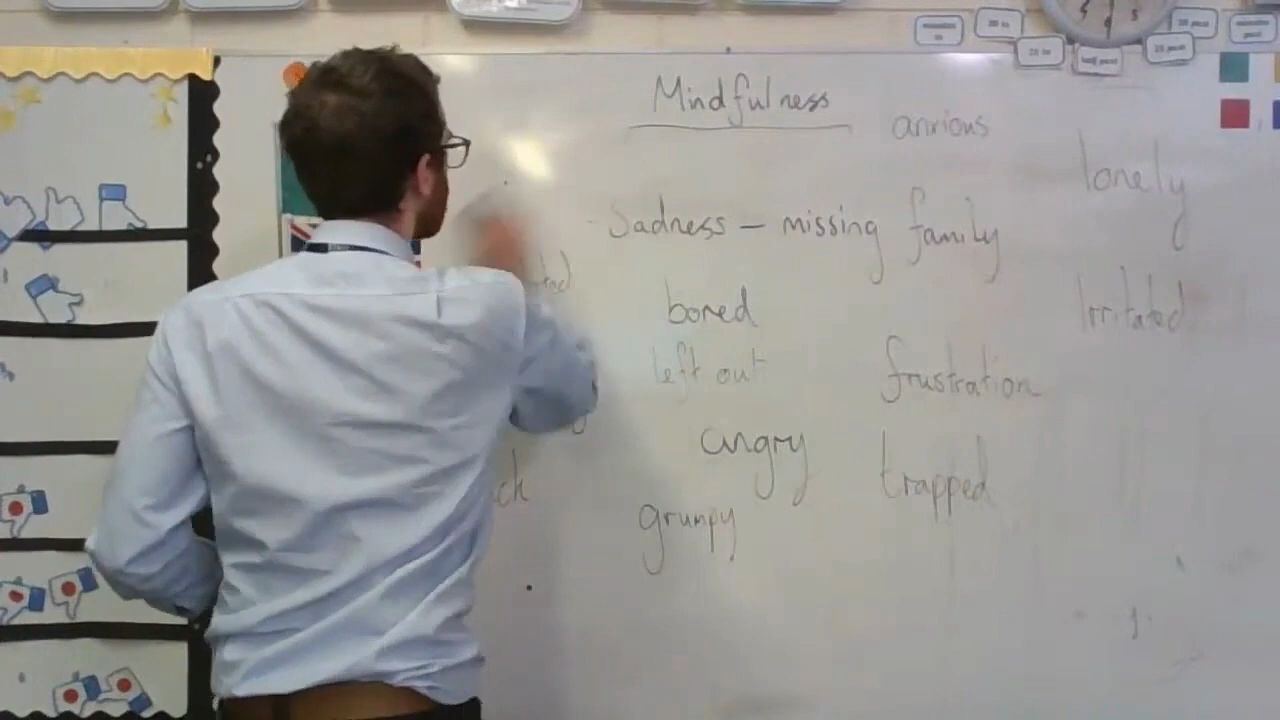 Mindfulness
anxious
lonely
Sadness - missing family
bored
Irritated
left out
frustration
angry
trapped
grumpy